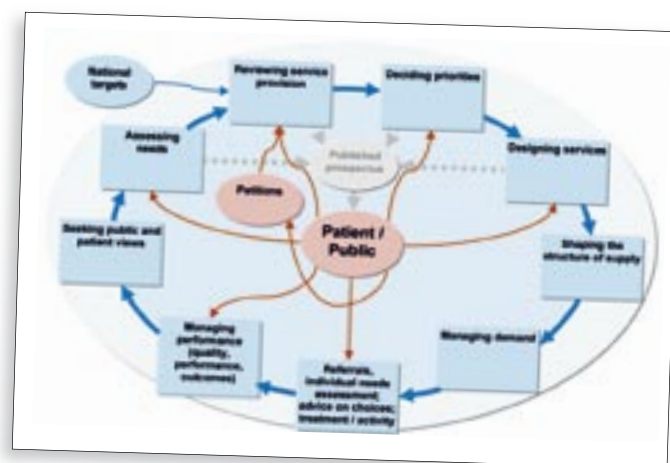 National
targets
Reviewing service
provision
Deciding priorities
Assessing
needs
Published
prospectus
Designing services
Petitions
Seeking public and
patient views
Patient /
Public
Shaping the
structure of supply
Managing
performance
(quality,
performance,
outcomes)
Managing demand
Referrals,
individual needs
assessment;
advice on choices;
treatment / activity